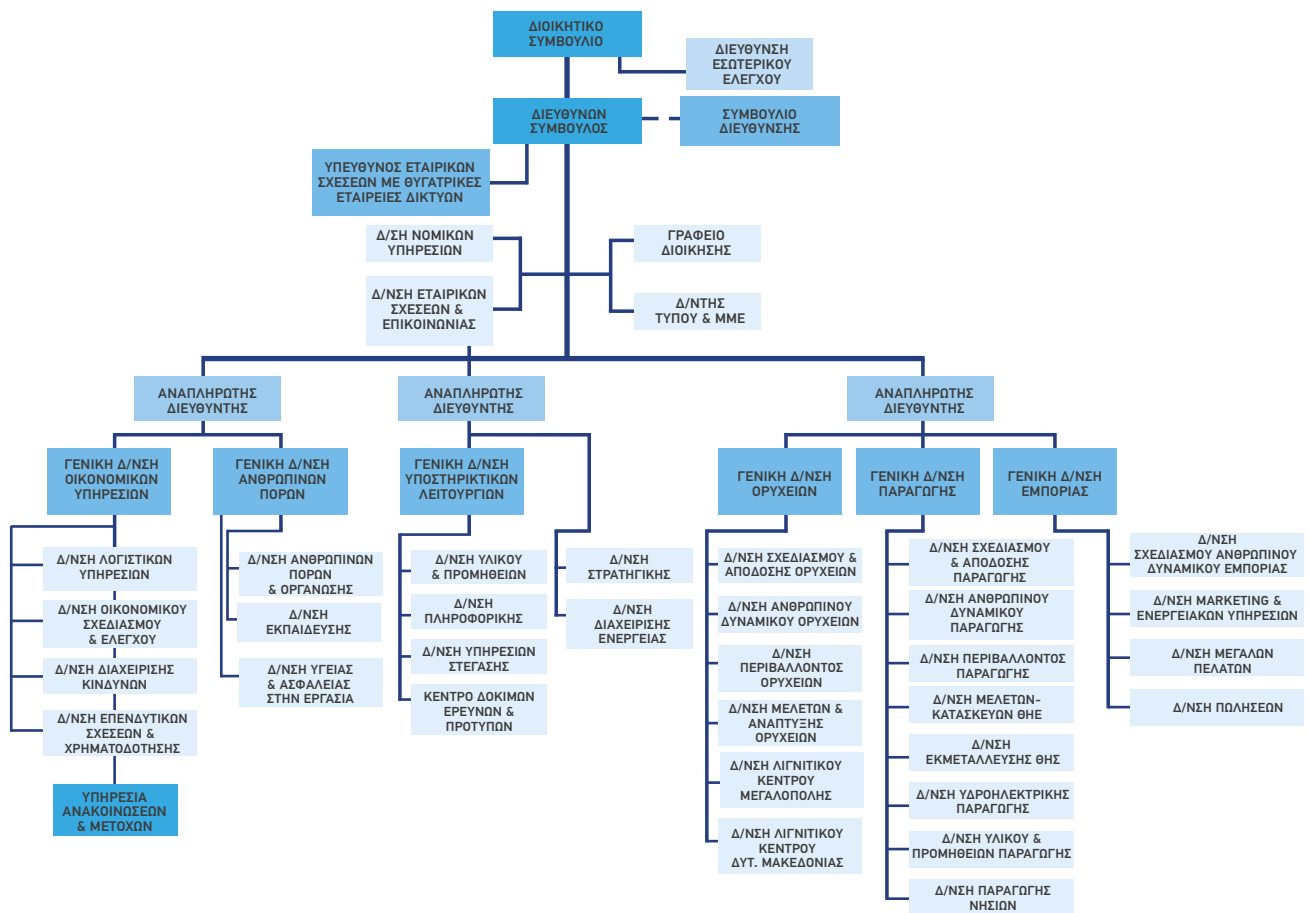 ΔΙΟΙΚΗΤΙΚΟ
ΣΥΜΒΟΥΛΙΟ
ΔΙΕΥΘΥΝΣΗ
ΕΣΩΤΕΡΙΚΟΥ
ΕΛΕΓΧΟΥ
ΔΙΕΥΘΥΝΩΝ
ΣΥΜΒΟΥΛΟΣ
ΣΥΜΒΟΥΛΙΟ
ΔΙΕΥΘΥΝΣΗΣ
ΥΠΕΥΘΥΝΟΣ ΕΤΑΙΡΙΚΩΝ
ΣΧΕΣΕΩΝ ΜΕ ΘΥΓΑΤΡΙΚΕΣ
ΕΤΑΙΡΕΙΕΣ ΔΙΚΤΥΩΝ
Δ/ΣΗ ΝΟΜΙΚΩΝ
ΥΠΗΡΕΣΙΩΝ
ΓΡΑΦΕΙΟ
ΔΙΟΙΚΗΣΗΣ
Δ/ΝΣΗ ΕΤΑΙΡΙΚΩΝ
ΣΧΕΣΕΩΝ &
ΕΠΙΚΟΙΝΩΝΙΑΣ
Δ/ΝΤΗΣ
ΤΥΠΟΥ & ΜΜΕ
ΑΝΑΠΛΗΡΩΤΗΣ
ΔΙΕΥΘΥΝΤΗΣ
ΑΝΑΠΛΗΡΩΤΗΣ
ΔΙΕΥΘΥΝΤΗΣ
ΑΝΑΠΛΗΡΩΤΗΣ
ΔΙΕΥΘΥΝΤΗΣ
ΓΕΝΙΚΗ Δ/ΝΣΗ
ΟΙΚΟΝΟΜΙΚΩΝ
ΥΠΗΡΕΣΙΩΝ
ΓΕΝΙΚΗ Δ/ΝΣΗ
ΑΝΘΡΩΠΙΝΩΝ
ΠΟΡΩΝ
ΓΕΝΙΚΗ Δ/ΝΣΗ
ΥΠΟΣΤΗΡΙΚΤΙΚΩΝ
ΛΕΙΤΟΥΡΓΙΩΝ
ΓΕΝΙΚΗ Δ/ΝΣΗ
ΟΡΥΧΕΙΩΝ
ΓΕΝΙΚΗ Δ/ΝΣΗ
ΠΑΡΑΓΩΓΗΣ
ΓΕΝΙΚΗ Δ/ΝΣΗ
ΕΜΠΟΡΙΑΣ
Δ/ΝΣΗ ΛΟΓΙΣΤΙΚΩΝ
ΥΠΗΡΕΣΙΩΝ
Δ/ΝΣΗ ΟΙΚΟΝΟΜΙΚΟΥ
ΣΧΕΔΙΑΣΜΟΥ
& ΕΛΕΓΧΟΥ
Δ/ΝΣΗ ΔΙΑΧΕΙΡΙΣΗΣ
ΚΙΝΔΥΝΩΝ
Δ/ΝΣΗ ΕΠΕΝΔΥΤΙΚΩΝ
ΣΧΕΣΕΩΝ &
ΧΡΗΜΑΤΟΔΟΤΗΣΗΣ
ΥΠΗΡΕΣΙΑ
ΑΝΑΚΟΙΝΩΣΕΩΝ
& ΜΕΤΟΧΩΝ
Δ/ΝΣΗ ΑΝΘΡΩΠΙΝΩΝ
ΠΟΡΩΝ
& ΟΡΓΑΝΩΣΗΣ
Δ/ΝΣΗ
ΕΚΠΑΙΔΕΥΣΗΣ
Δ/ΝΣΗ ΥΓΕΙΑΣ
& ΑΣΦΑΛΕΙΑΣ
ΣΤΗΝ ΕΡΓΑΣΙΑ
Δ/ΝΣΗ ΥΛΙΚΟΥ
& ΠΡΟΜΗΘΕΙΩΝ
Δ/ΝΣΗ
ΠΛΗΡΟΦΟΡΙΚΗΣ
Δ/ΝΣΗ ΥΠΗΡΕΣΙΩΝ
ΣΤΕΓΑΣΗΣ
ΚΕΝΤΡΟ ΔΟΚΙΜΩΝ
ΕΡΕΥΝΩΝ &
ΠΡΟΤΥΠΩΝ
Δ/ΝΣΗ
ΣΤΡΑΤΗΓΙΚΗΣ
Δ/ΝΣΗ
ΔΙΑΧΕΙΡΙΣΗΣ
ΕΝΕΡΓΕΙΑΣ
Δ/ΝΣΗ ΣΧΕΔΙΑΣΜΟΥ &
ΑΠΟΔΟΣΗΣ ΟΡΥΧΕΙΩΝ
Δ/ΝΣΗ ΑΝΘΡΩΠΙΝΟΥ
ΔΥΝΑΜΙΚΟΥ ΟΡΥΧΕΙΩΝ
Δ/ΝΣΗ
ΠΕΡΙΒΑΛΛΟΝΤΟΣ
ΟΡΥΧΕΙΩΝ
Δ/ΝΣΗ ΜΕΛΕΤΩΝ &
ΑΝΑΠΤΥΞΗΣ
ΟΡΥΧΕΙΩΝ
Δ/ΝΣΗ ΛΙΓΝΙΤΙΚΟΥ
ΚΕΝΤΡΟΥ
ΜΕΓΑΛΟΠΟΛΗΣ
Δ/ΝΣΗ ΛΙΓΝΙΤΙΚΟΥ
ΚΕΝΤΡΟΥ
ΔΥΤ. ΜΑΚΕΔΟΝΙΑΣ
Δ/ΝΣΗ ΣΧΕΔΙΑΣΜΟΥ
& ΑΠΟΔΟΣΗΣ
ΠΑΡΑΓΩΓΗΣ
Δ/ΝΣΗ ΑΝΘΡΩΠΙΝΟΥ
ΔΥΝΑΜΙΚΟΥ
ΠΑΡΑΓΩΓΗΣ
Δ/ΝΣΗ ΠΕΡΙΒΑΛΛΟΝΤΟΣ
ΠΑΡΑΓΩΓΗΣ
Δ/ΝΣΗ ΜΕΛΕΤΩΝ-
ΚΑΤΑΣΚΕΥΩΝ ΘΗΕ
Δ/ΝΣΗ
ΕΚΜΕΤΑΛΛΕΥΣΗΣ ΘΗΣ
Δ/ΝΣΗ ΥΔΡΟΗΛΕΚΤΡΙΚΗΣ
ΠΑΡΑΓΩΓΗΣ
Δ/ΝΣΗ ΥΛΙΚΟΥ &
ΠΡΟΜΗΘΕΙΩΝ ΠΑΡΑΓΩΓΗΣ
Δ/ΝΣΗ ΠΑΡΑΓΩΓΗΣ
ΝΗΣΙΩΝ
Δ/ΝΣΗ
ΣΧΕΔΙΑΣΜΟΥ ΑΝΘΡΩΠΙΝΟΥ
ΔΥΝΑΜΙΚΟΥ ΕΜΠΟΡΙΑΣ
Δ/ΝΣΗ MARKETING &
ΕΝΕΡΓΕΙΑΚΩΝ ΥΠΗΡΕΣΙΩΝ
Δ/ΝΣΗ ΜΕΓΑΛΩΝ
ΠΕΛΑΤΩΝ
Δ/ΝΣΗ ΠΩΛΗΣΕΩΝ